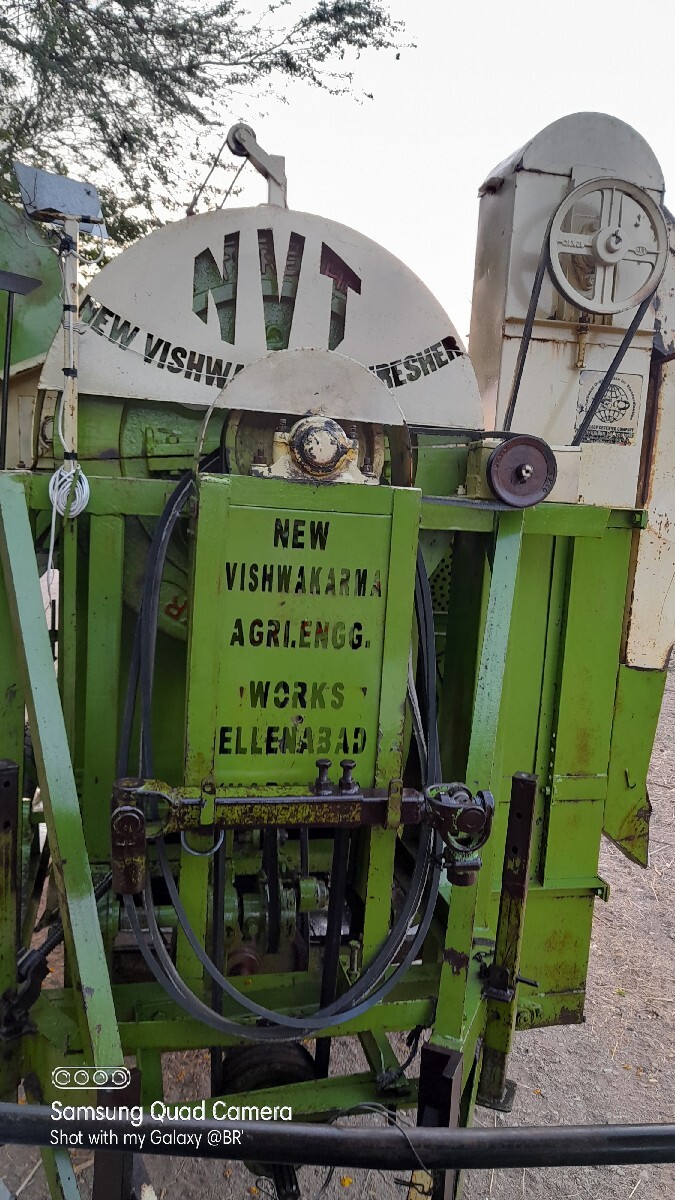 NVT
NEW VISHWA RESHER
NEW
VISHWAKARMA
AGRI.ENGG.
WORKS
ELLENABAD
Samsung Quad Camera
Shot with my Galaxy @BR'